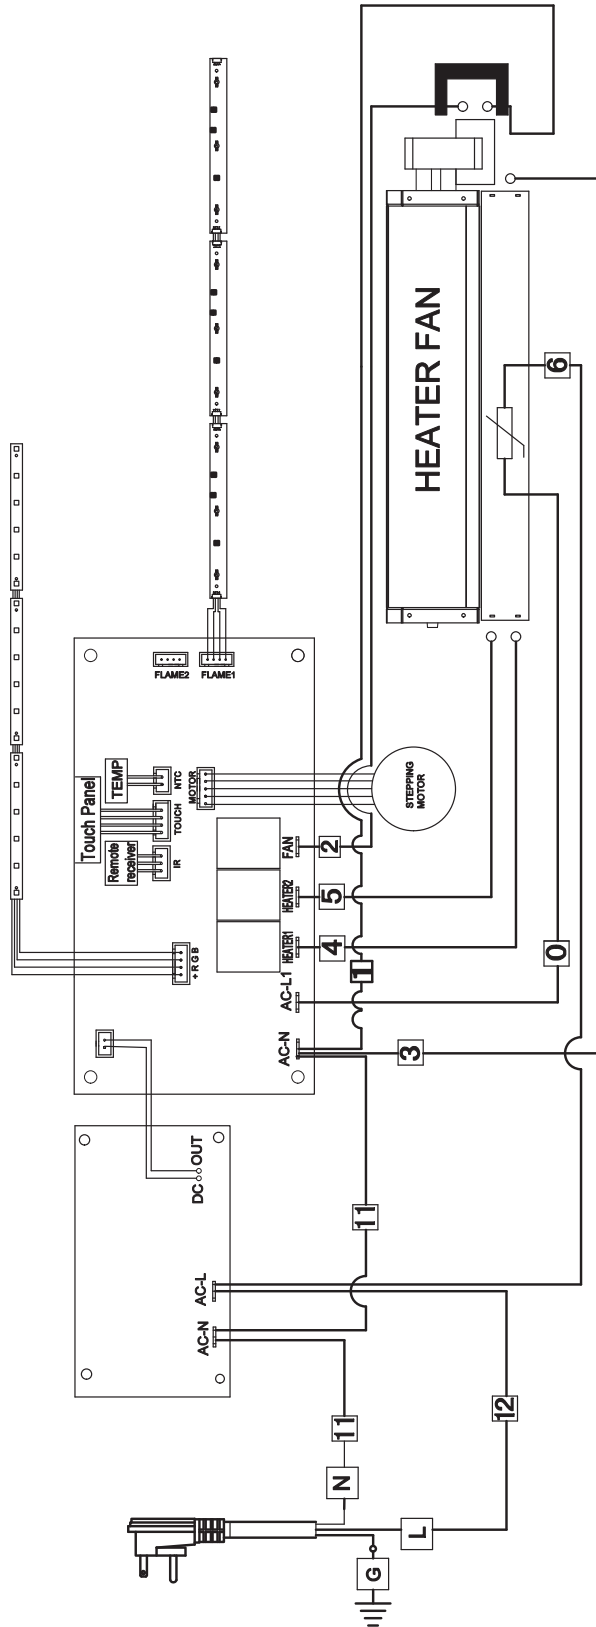 + R G B
Touch Panel
TEMP
Remote
receiver
NTC
TOUCH
IR
FLAME2
FLAME1
MOTOR
DC
OUT
AC-N
AC-L
FAN
HEATER2
HEATER1
AC-L1
AC-N
2
5
4
1
3
STEPPING
MOTOR
HEATER FAN
6
0
11
11
12
N
L
G